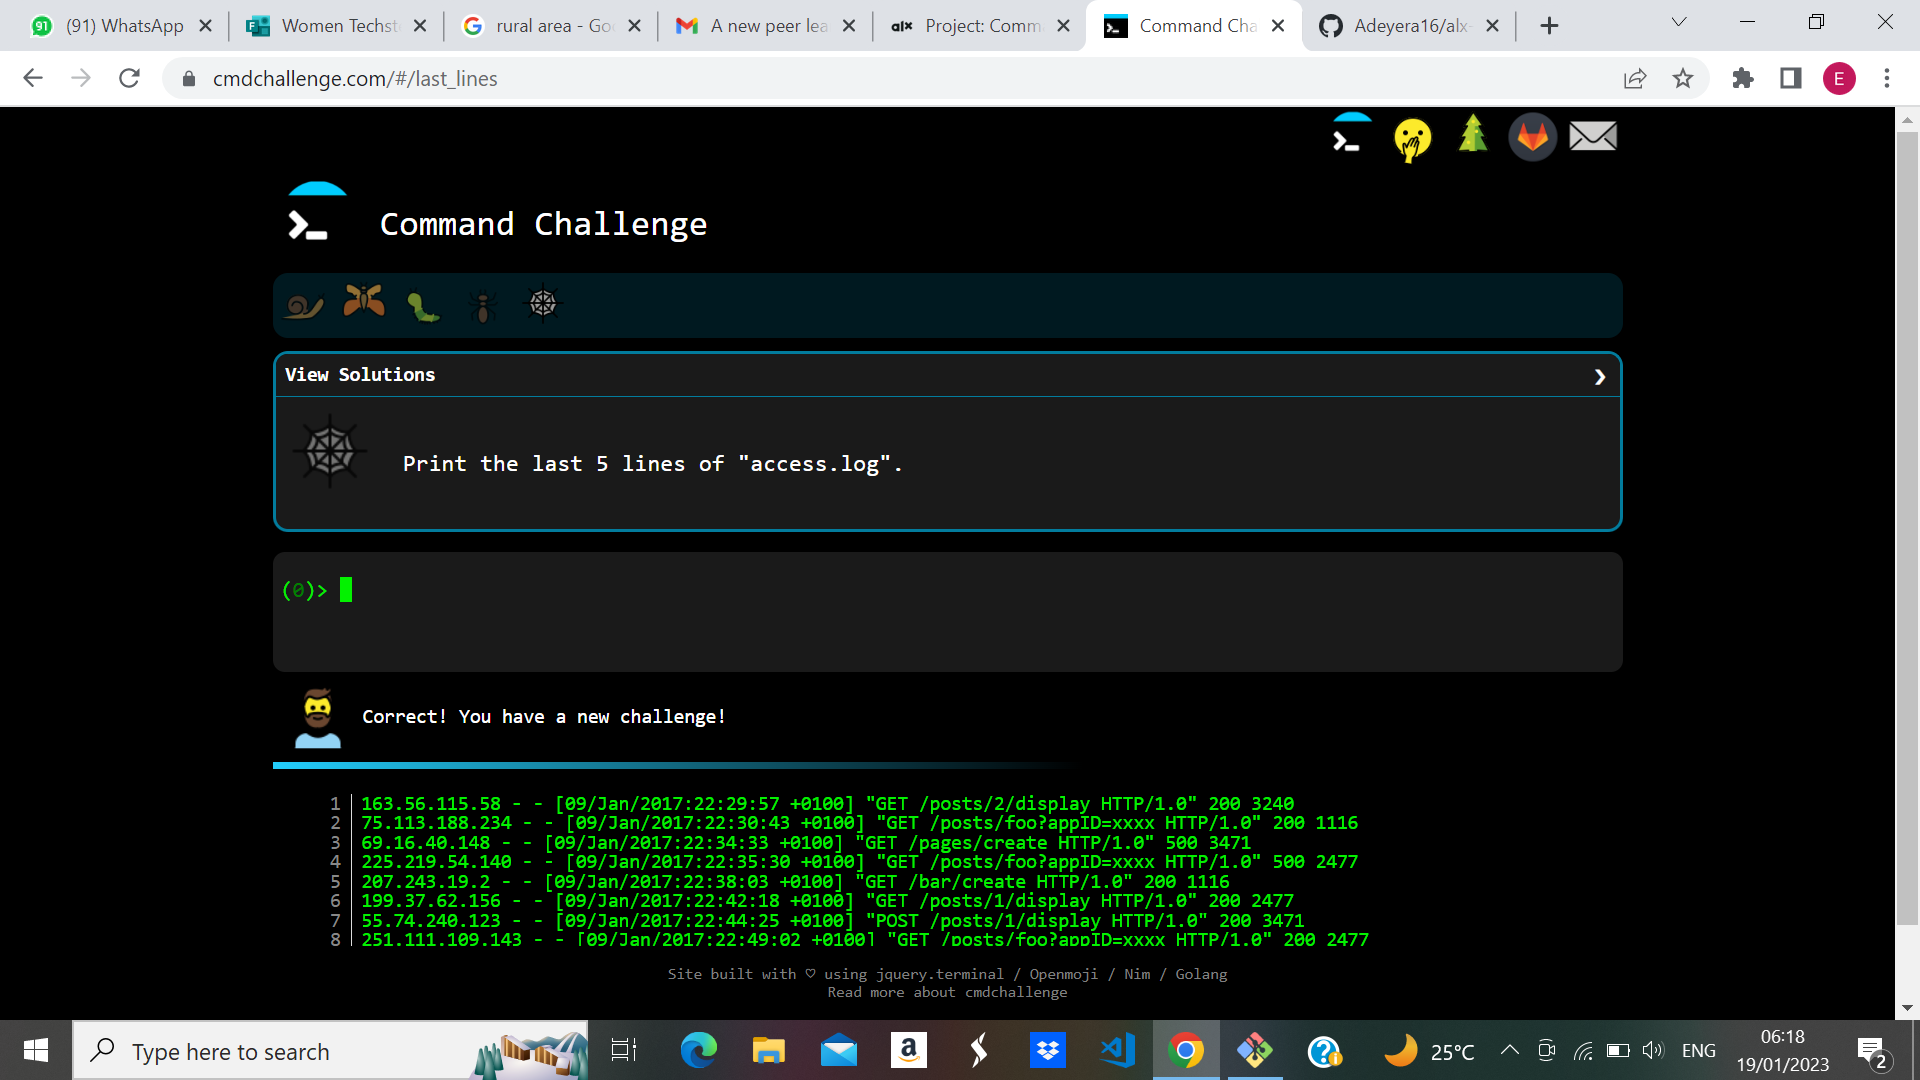 91
(91) WhatsApp
Women Techst
rural area - Goo
A new peer lea
alx
Project: Comma
Command Cha
Adeyera16/alx-
cmdchallenge.com/#/last_lines
E
Command Challenge
View Solutions
Print the last 5 lines of "access.log".
(0)>
Correct! You have a new challenge!
1 163.56.115.58 - - [09/Jan/2017:22:29:57 +0100] "GET /posts/2/display HTTP/1.0" 200 3240
2 75.113.188.234 - - [09/Jan/2017:22:30:43 +0100] "GET /posts/foo?appID=xxxx HTTP/1.0" 200 1116
3 69.16.40.148 - - [09/Jan/2017:22:34:33 +0100] "GET /pages/create HTTP/1.0" 500 3471
4 225.219.54.140 - - [09/Jan/2017:22:35:30 +0100] "GET /posts/foo?appID=xxxx HTTP/1.0" 500 2477
5 207.243.19.2 - - [09/Jan/2017:22:38:03 +0100] "GET /bar/create HTTP/1.0" 200 1116
6 199.37.62.156 - - [09/Jan/2017:22:42:18 +0100] "GET /posts/1/display HTTP/1.0" 200 2477
7 55.74.240.123 - - [09/Jan/2017:22:44:25 +0100] "POST /posts/1/display HTTP/1.0" 200 3471
8 251.111.109.143 - - [09/Jan/2017:22:49:02 +0100] "GET /posts/foo?appID=xxxx HTTP/1.0" 200 2477
Site built with ♡ using jquery.terminal / Openmoji / Nim / Golang
Read more about cmdchallenge
Type here to search
a
25°C
ENG
06:18
19/01/2023
2